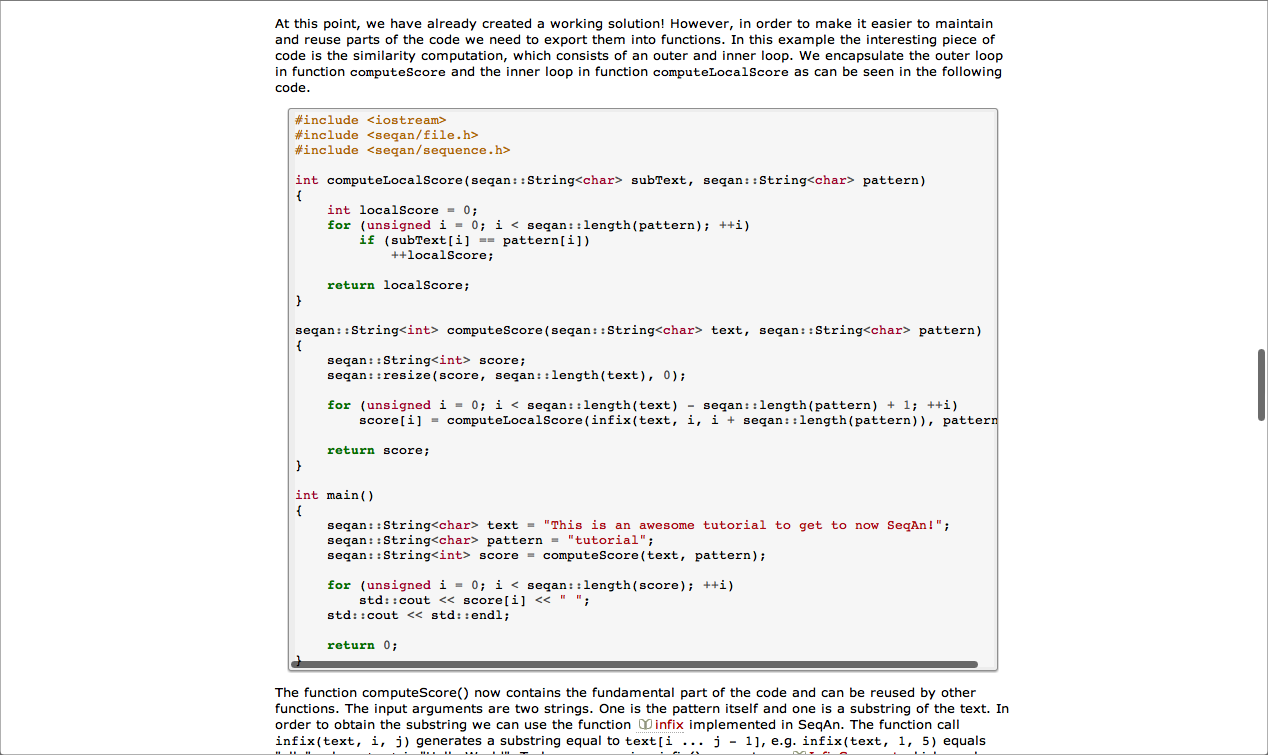 At this point, we have already created a working solution! However, in order to make it easier to maintain
and reuse parts of the code we need to export them into functions. In this example the interesting piece of
code is the similarity computation, which consists of an outer and inner loop. We encapsulate the outer loop
in function computeScore and the inner loop in function computeLocalScore as can be seen in the following
code.
#include <iostream>
#include <seqan/file.h>
#include <seqan/sequence.h>
int computeLocalScore(seqan::String<char> subText, seqan::String<char> pattern)
{
int localScore = 0;
for (unsigned i = 0; i < seqan::length(pattern); ++i)
if (subText[i] == pattern[i])
++localScore;
return localScore;
}
seqan::String<int> computeScore(seqan::String<char> text, seqan::String<char> pattern)
{
seqan::String<int> score;
seqan::resize(score, seqan::length(text), 0);
for (unsigned i = 0; i < seqan::length(text) - seqan::length(pattern) + 1; ++i)
score[i] = computeLocalScore(infix(text, i, i + seqan::length(pattern)), pattern
return score;
}
int main()
{
seqan::String<char> text = "This is an awesome tutorial to get to now SeqAn!";
seqan::String<char> pattern = "tutorial";
seqan::String<int> score = computeScore(text, pattern);
for (unsigned i = 0; i < seqan::length(score); ++i)
std::cout << score[i] << " ";
std::cout << std::endl;
return 0;
}
The function computeScore() now contains the fundamental part of the code and can be reused by other
functions. The input arguments are two strings. One is the pattern itself and one is a substring of the text. In
order to obtain the substring we can use the function infix implemented in SeqAn. The function call
infix(text, i, j) generates a substring equal to text[i ... j - 1], e.g. infix(text, 1, 5) equals